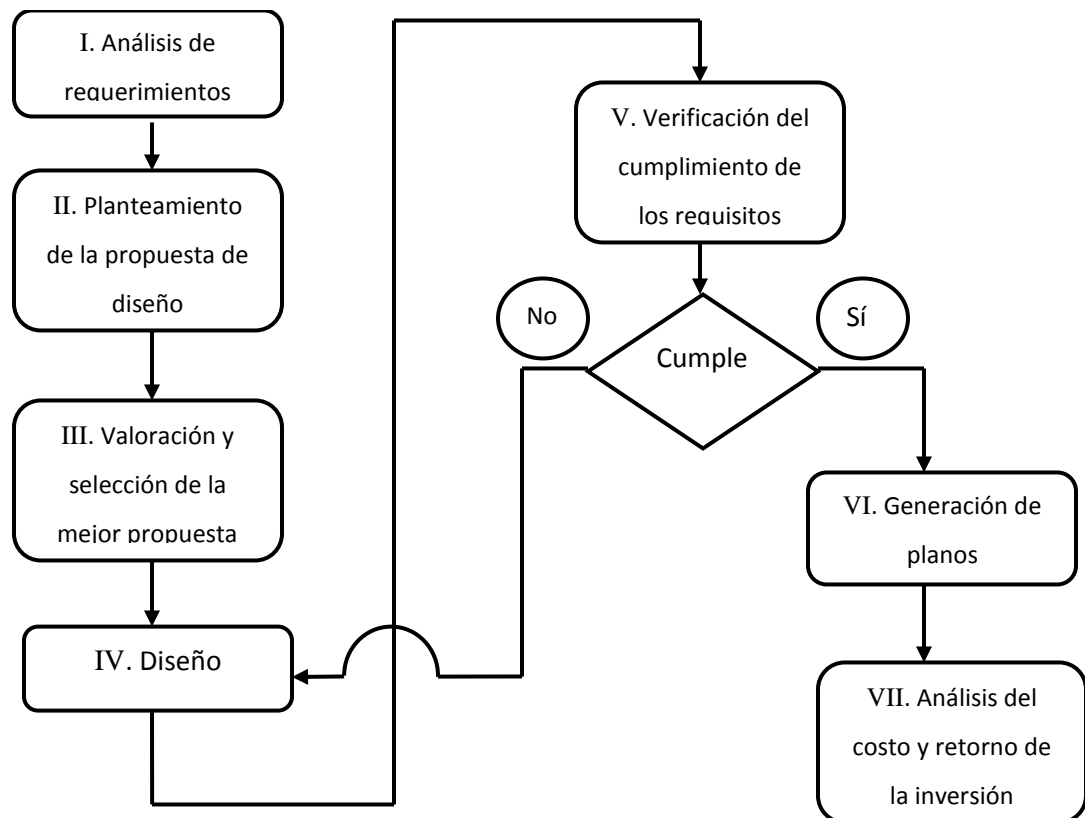 I. Análisis de
requerimientos
II. Planteamiento
de la propuesta de
diseño
III. Valoración y
selección de la
mejor propuesta
IV. Diseño
V. Verificación del
cumplimiento de
los requisitos
No
Sí
Cumple
VI. Generación de
planos
VII. Análisis del
costo y retorno de
la inversión